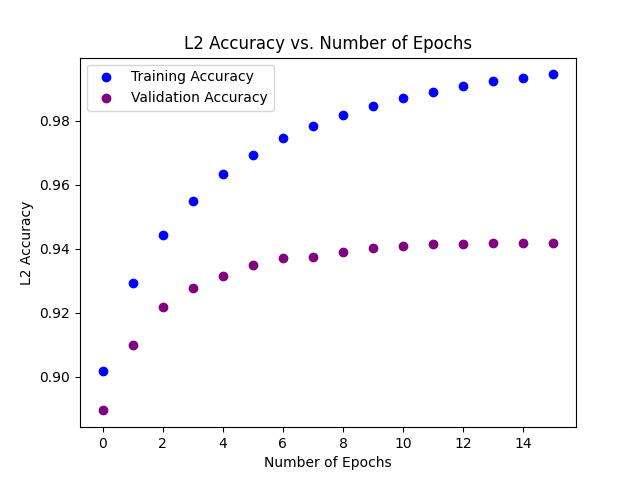 L2 Accuracy vs. Number of Epochs
Training Accuracy
Validation Accuracy
0.98
0.96
0.94
0.92
0.90
L2 Accuracy
0 2 4 6 8 10 12 14
Number of Epochs